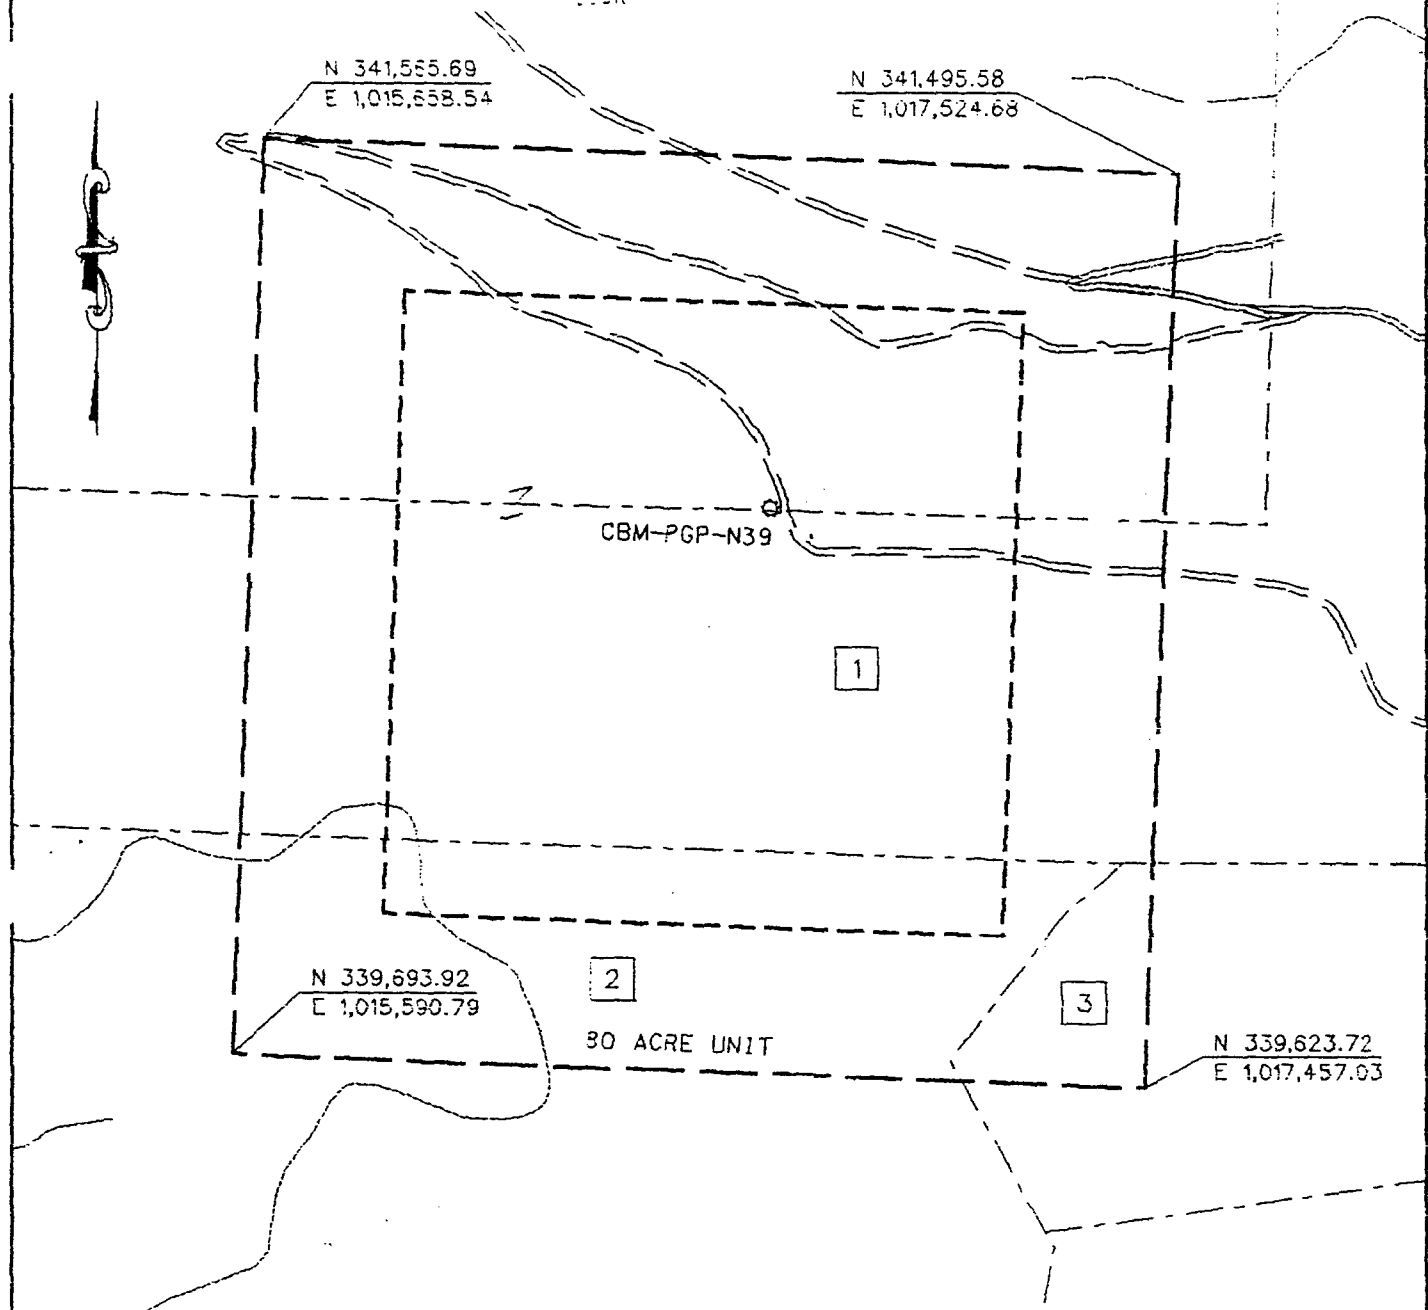 N 341,565.69
E 1,015,658.54
N 341,495.58
E 1,017,524.68
CBM-PGP-N39
1
2
3
N 339,693.92
E 1,015,590.79
80 ACRE UNIT
N 339,623.72
E 1,017,457.03